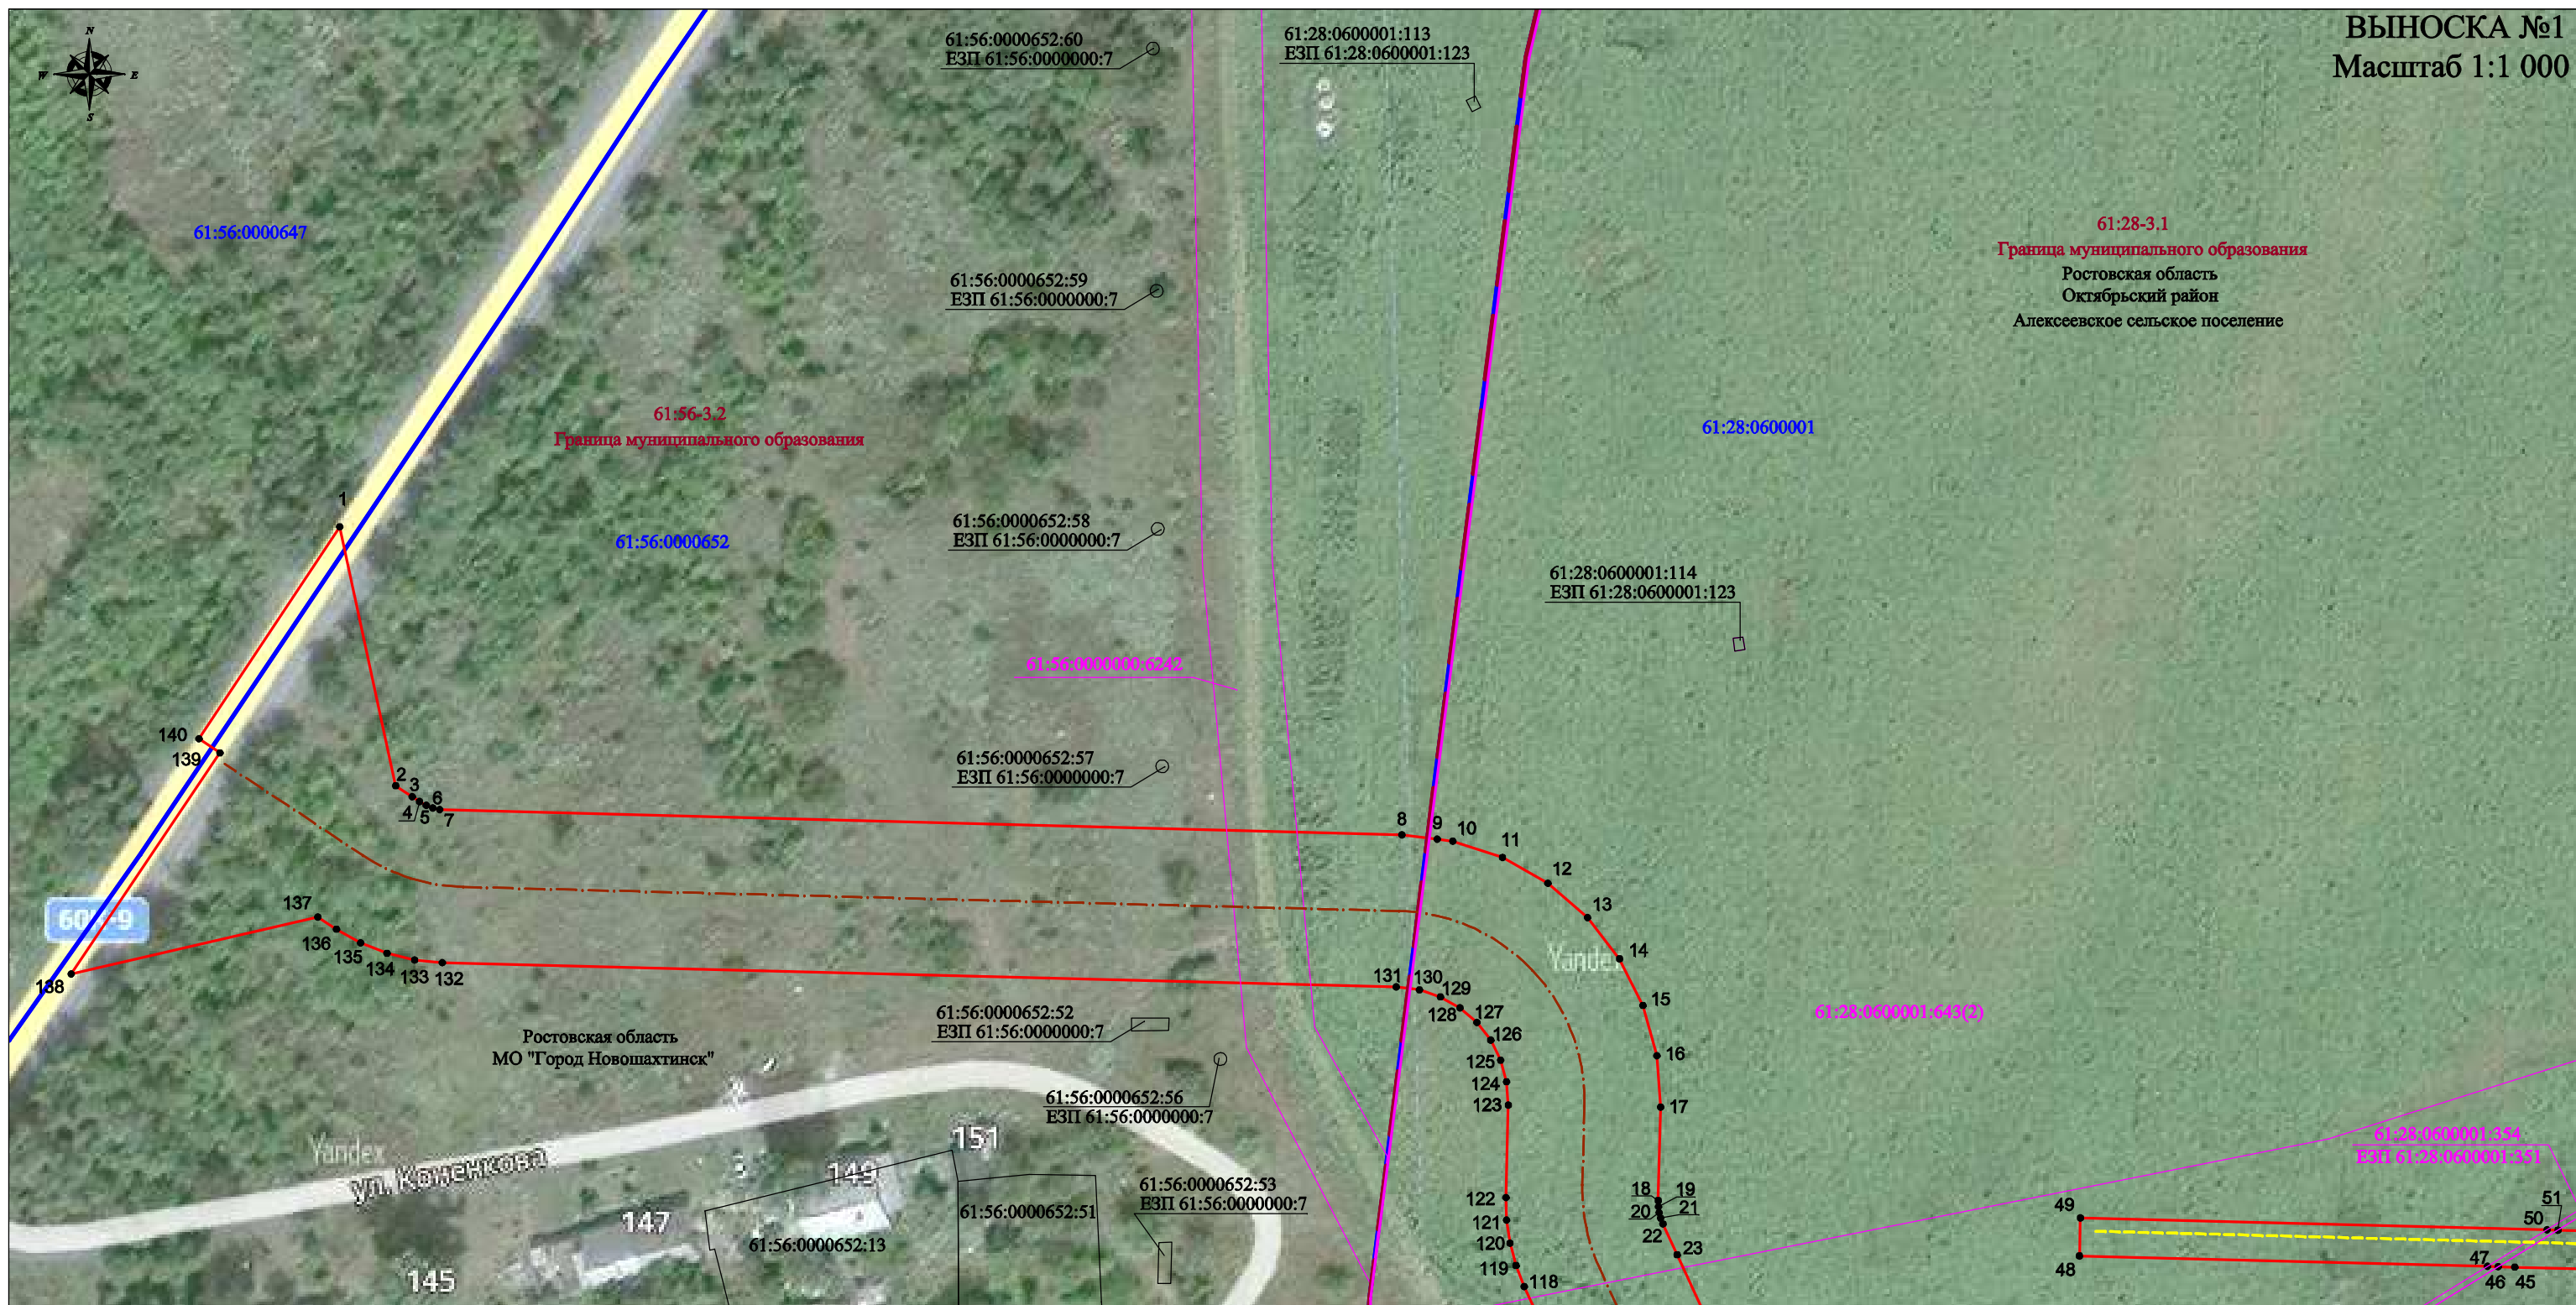 ВЫНОСКА №1
Масштаб 1:1 000
N
W
E
S
61:56:0000652:60
ЕЗП 61:56:0000000:7
61:28:0600001:113
ЕЗП 61:28:0600001:123
61:56:0000647
61:28-3.1
Граница муниципального образования
Ростовская область
Октябрьский район
Алексеевское сельское поселение
61:56:0000652:59
ЕЗП 61:56:0000000:7
61:56-3.2
Граница муниципального образования
61:28:0600001
1
61:56:0000652
61:56:0000652:58
ЕЗП 61:56:0000000:7
61:28:0600001:114
ЕЗП 61:28:0600001:123
61:56:0000000:6242
140
139
61:56:0000652:57
ЕЗП 61:56:0000000:7
2
3
4
5
6
7
8
9
10
11
12
13
14
15
16
17
137
136
135
134
133
132
138
131
130
129
128
127
126
125
124
123
Yandex
61:28:0600001:643(2)
61:56:0000652:52
ЕЗП 61:56:0000000:7
Ростовская область
МО "Город Новошахтинск"
61:56:0000652:56
ЕЗП 61:56:0000000:7
Yandex
ул. Коненкова
151
149
147
145
61:28:0600001:354
ЕЗП 61:28:0600001:351
61:56:0000652:53
ЕЗП 61:56:0000000:7
61:56:0000652:51
61:56:0000652:13
122
121
120
119
118
18
19
20
21
22
23
49
48
51
50
47
46
45